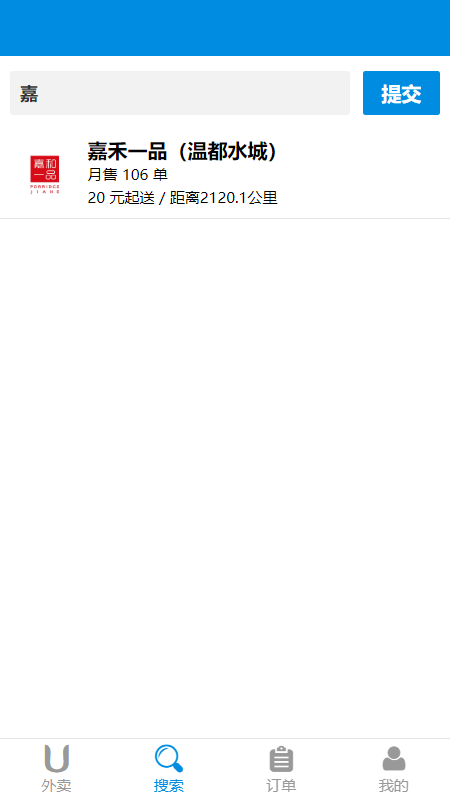 嘉
提交
嘉和
一品
PORRIDGE
JIAHE
嘉禾一品（温都水城）
月售 106 单
20 元起送 / 距离2120.1公里
外卖
搜索
订单
我的